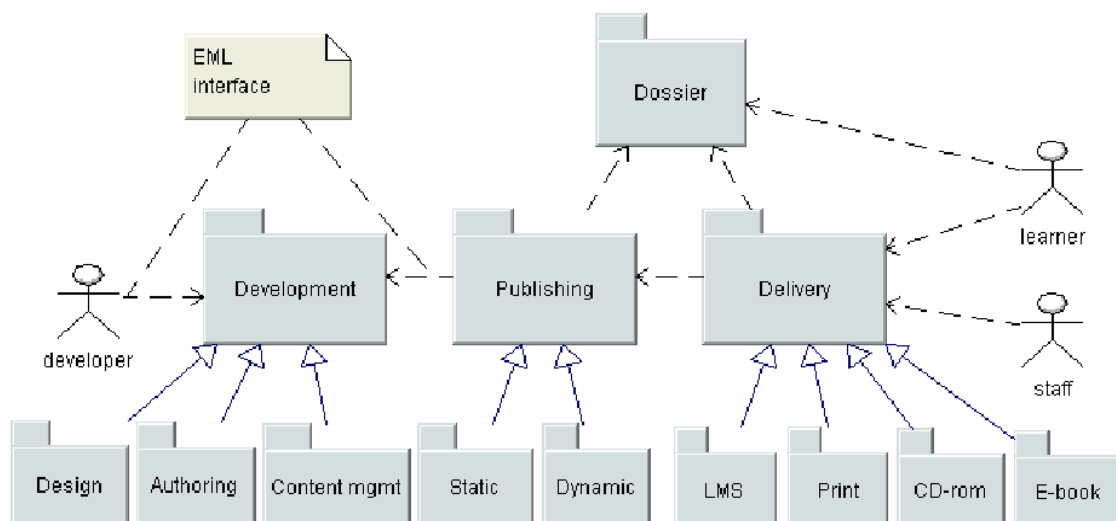 EML
interface
Dossier
learner
Development
Publishing
Delivery
developer
staff
Design
Authoring
Content mgmt
Static
Dynamic
LMS
Print
CD-rom
E-book